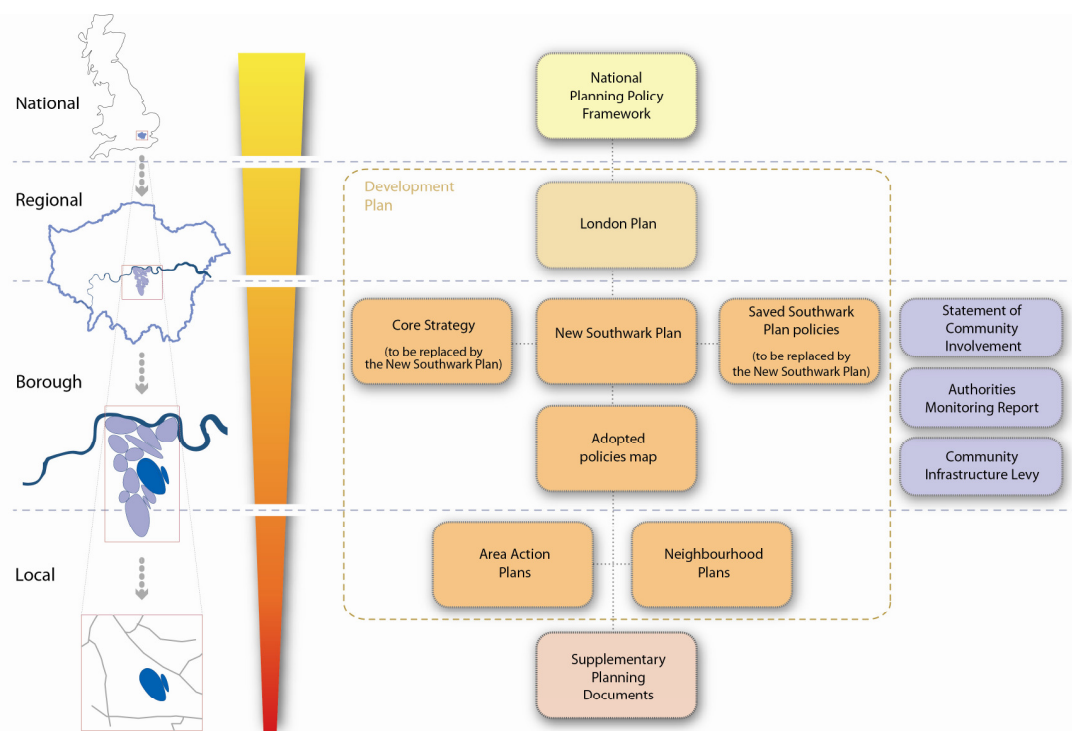 National
National
Planning Policy
Framework
Regional
Development
Plan
London Plan
Borough
Core Strategy
(to be replaced by
the New Southwark Plan)
New Southwark Plan
Saved Southwark
Plan policies
(to be replaced by
the New Southwark Plan)
Statement of
Community
Involvement
Authorities
Monitoring Report
Adopted
policies map
Community
Infrastructure Levy
Local
Area Action
Plans
Neighbourhood
Plans
Supplementary
Planning
Documents